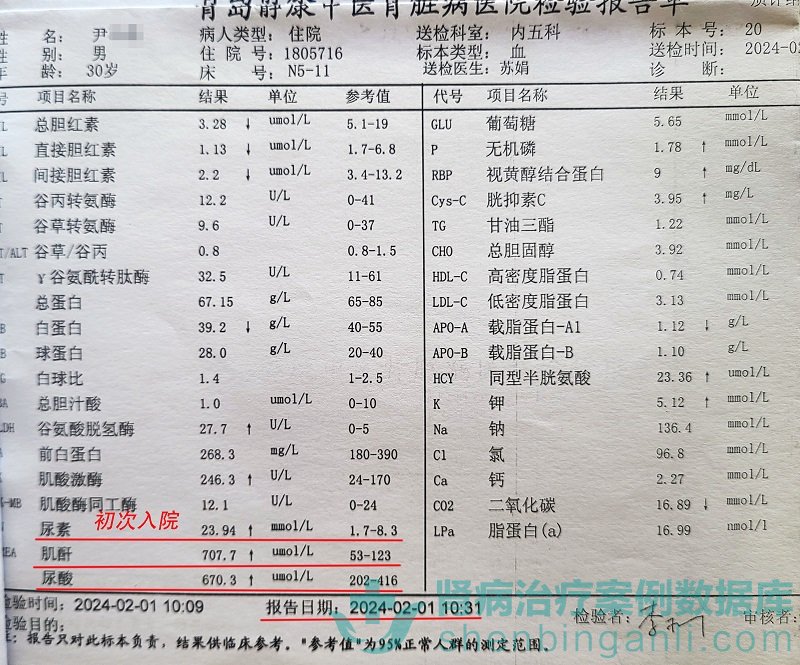 青岛静康中医肾脏病医院检验报告单
姓 名: 尹 病人类型: 住院 送检科室: 内五科 标 本 号: 20
性 别: 男 住 院 号: 1805716 标本类型: 血 送检时间: 2024-02
年 龄: 30岁 床 号: N5-11 送检医生: 苏娟 诊 断:
号 项目名称 结果 单位 参考值 代号 项目名称 结果 单位
总胆红素 3.28 ↓ umol/L 5.1-19 GLU 葡萄糖 5.65 mmol/L
直接胆红素 1.13 ↓ umol/L 1.7-6.8 P 无机磷 1.78 ↑ mmol/L
间接胆红素 2.2 ↓ umol/L 3.4-13.2 RBP 视黄醇结合蛋白 9 ↑ mg/dL
谷丙转氨酶 12.2 U/L 0-41 Cys-C 胱抑素C 3.95 ↑ mg/L
谷草转氨酶 9.6 U/L 0-37 TG 甘油三酯 1.22 mmol/L
T/ALT 谷草/谷丙 0.8 0.8-1.5 CHO 总胆固醇 3.92 mmol/L
γ谷氨酰转肽酶 32.5 U/L 11-61 HDL-C 高密度脂蛋白 0.74 mmol/L
总蛋白 67.15 g/L 65-85 LDL-C 低密度脂蛋白 3.13 mmol/L
B 白蛋白 39.2 ↓ g/L 40-55 APO-A 载脂蛋白-A1 1.12 ↓ g/L
B 球蛋白 28.0 g/L 20-40 APO-B 载脂蛋白-B 1.10 g/L
G 白球比 1.4 1-2.5 HCY 同型半胱氨酸 23.36 ↑ umol/L
BA 总胆汁酸 1.0 umol/L 0-10 K 钾 5.12 ↑ mmol/L
LDH 谷氨酸脱氢酶 27.7 ↑ U/L 0-5 Na 钠 136.4 mmol/L
前白蛋白 268.3 mg/L 180-390 Cl 氯 96.8 mmol/L
肌酸激酶 246.3 ↑ U/L 24-170 Ca 钙 2.27 mmol/L
K-MB 肌酸酶同工酶 12.1 U/L 0-24 CO2 二氧化碳 16.89 ↓ mmol/L
初次入院
尿素 23.94 ↑ mmol/L 1.7-8.3 LPa 脂蛋白(a) 16.99 nmol/l
REA 肌酐 707.7 ↑ umol/L 53-123
尿酸 670.3 ↑ umol/L 202-416
肾病治疗案例数据库
检验时间: 2024-02-01 10:09 报告日期: 2024-02-01 10:31 检验者: 审核者:
检验目的:
shenbinganli.com
注: 报告只对此标本负责, 结果供临床参考. "参考值"为95%正常人群的测定范围.